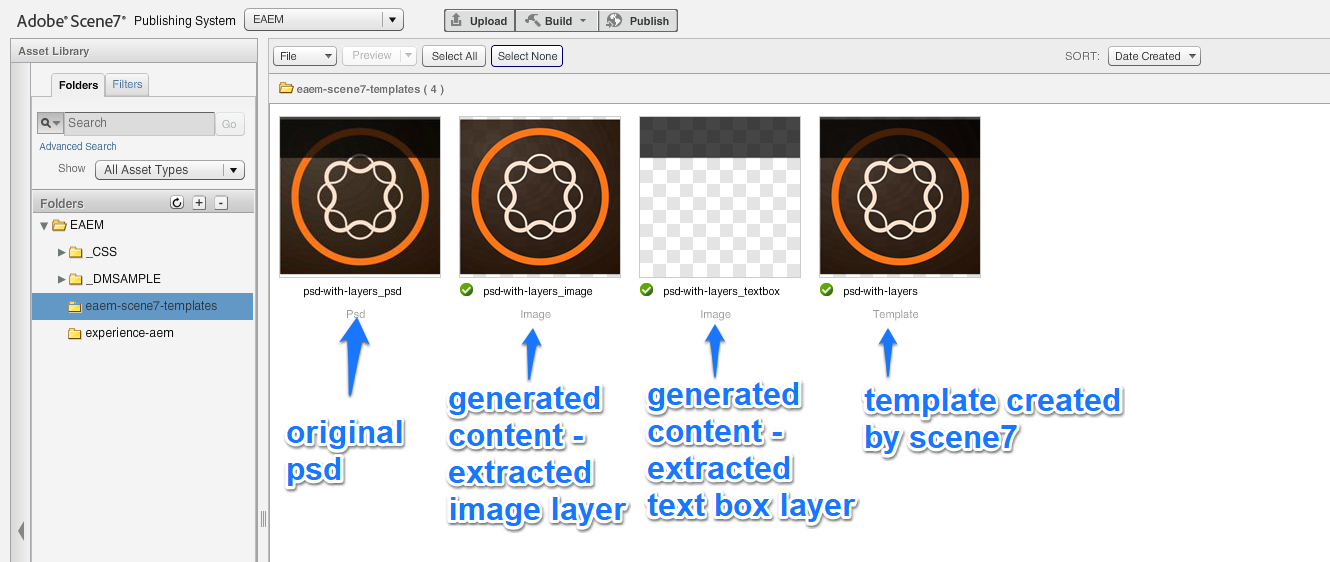 Adobe® Scene7® Publishing System EAEM Upload Build Publish
Asset Library
File Preview Select All Select None SORT: Date Created
Folders Filters
eaem-scene7-templates ( 4 )
Search Go
Advanced Search
Show All Asset Types
Folders + -
EAEM
_CSS
_DMSAMPLE
eaem-scene7-templates
experience-aem
psd-with-layers_psd psd-with-layers_image psd-with-layers_textbox psd-with-layers
Psd Image Image Template
original
psd
generated
content -
extracted
image layer
generated
content -
extracted
text box layer
template created
by scene7